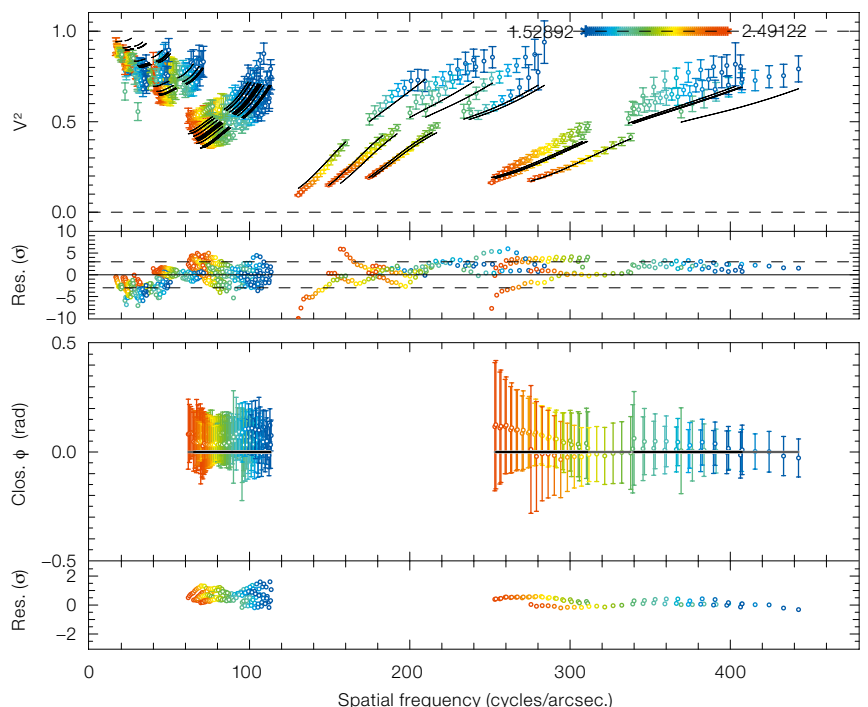 1.52892 2.49122
1.0
0.5
0.0
V²
10
5
0
−5
−10
Res. (σ)
0.5
0.0
−0.5
Clos. ϕ (rad)
2
0
−2
Res. (σ)
0 100 200 300 400
Spatial frequency (cycles/arcsec.)